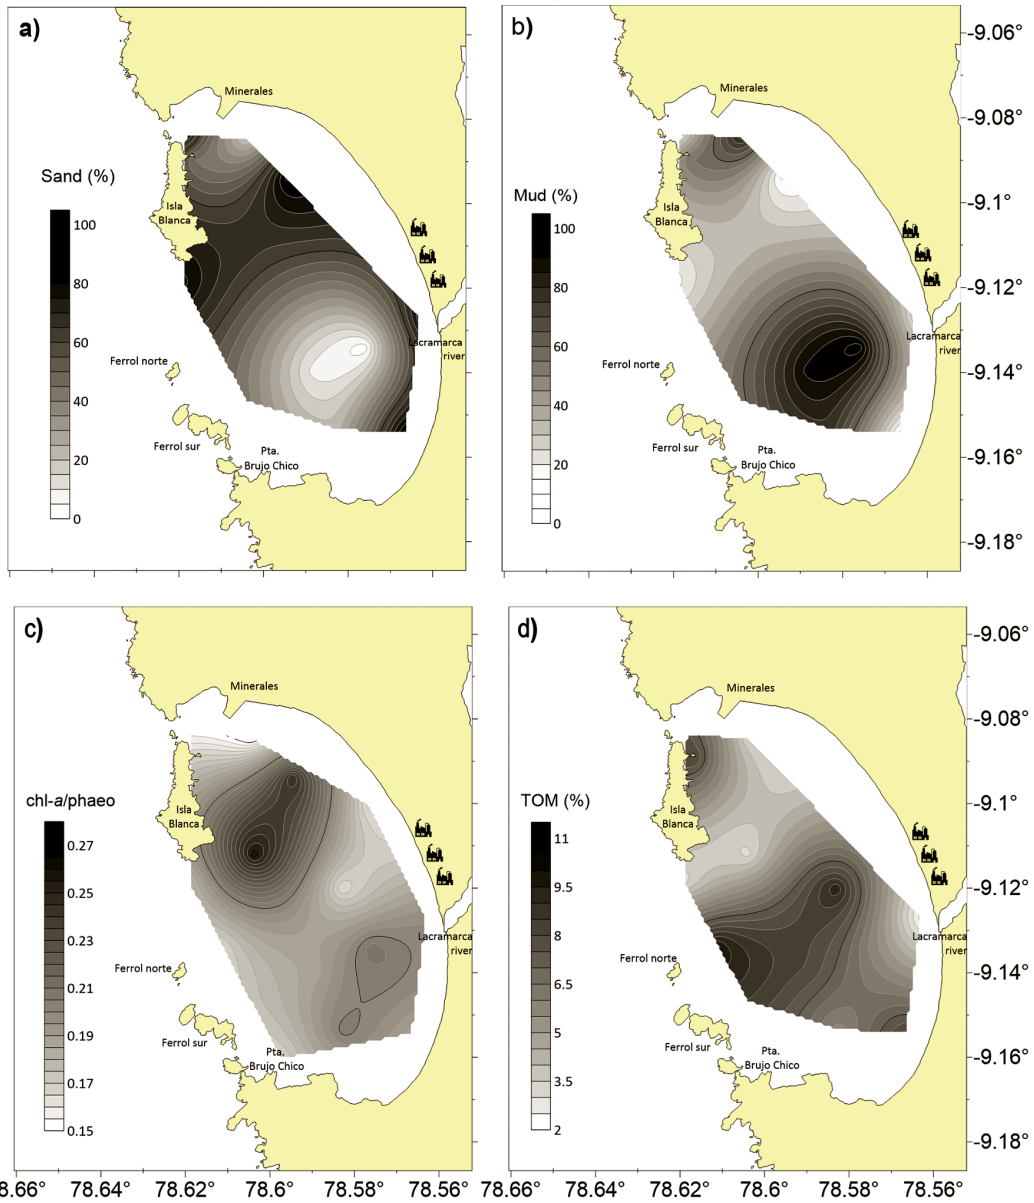 a)
Minerales
Sand (%)
100
80
60
40
20
0
Isla
Blanca
Lacramarca
river
Ferrol norte
Ferrol sur
Pta.
Brujo Chico
b)
Minerales
Mud (%)
100
80
60
40
20
0
Isla
Blanca
Lacramarca
river
Ferrol norte
Ferrol sur
Pta.
Brujo Chico
-9.06°
-9.08°
-9.1°
-9.12°
-9.14°
-9.16°
-9.18°
c)
Minerales
chl-a/phaeo
0.27
0.25
0.23
0.21
0.19
0.17
0.15
Isla
Blanca
Lacramarca
river
Ferrol norte
Ferrol sur
Pta.
Brujo Chico
d)
Minerales
TOM (%)
11
9.5
8
6.5
5
3.5
2
Isla
Blanca
Lacramarca
river
Ferrol norte
Ferrol sur
Pta.
Brujo Chico
-9.06°
-9.08°
-9.1°
-9.12°
-9.14°
-9.16°
-9.18°
78.66° 78.64° 78.62° 78.6° 78.58° 78.56° 78.66° 78.64° 78.62° 78.6° 78.58° 78.56°